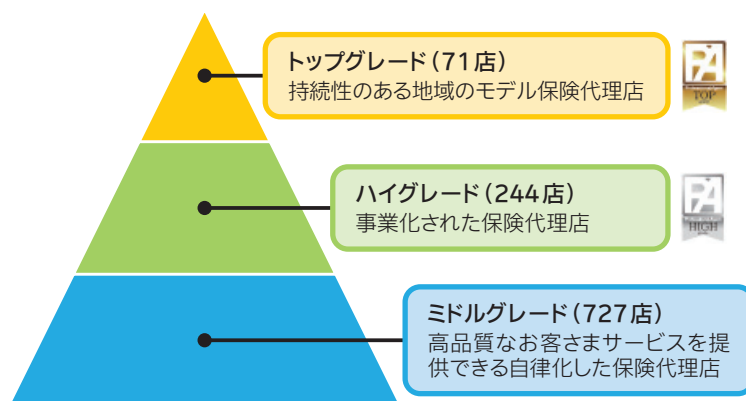 トップグレード（71店）
持続性のある地域のモデル保険代理店
PA
TOP
ハイグレード（244店）
事業化された保険代理店
PA
HIGH
ミドルグレード（727店）
高品質なお客さまサービスを提
供できる自律化した保険代理店